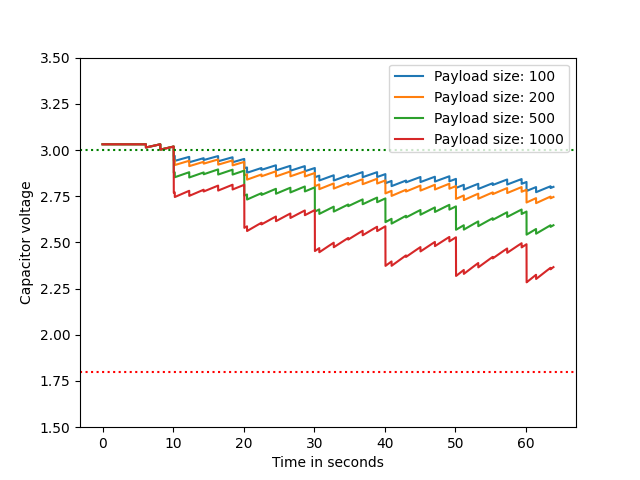 3.50
3.25
3.00
2.75
2.50
2.25
2.00
1.75
1.50
Capacitor voltage
Payload size: 100
Payload size: 200
Payload size: 500
Payload size: 1000
0 10 20 30 40 50 60
Time in seconds